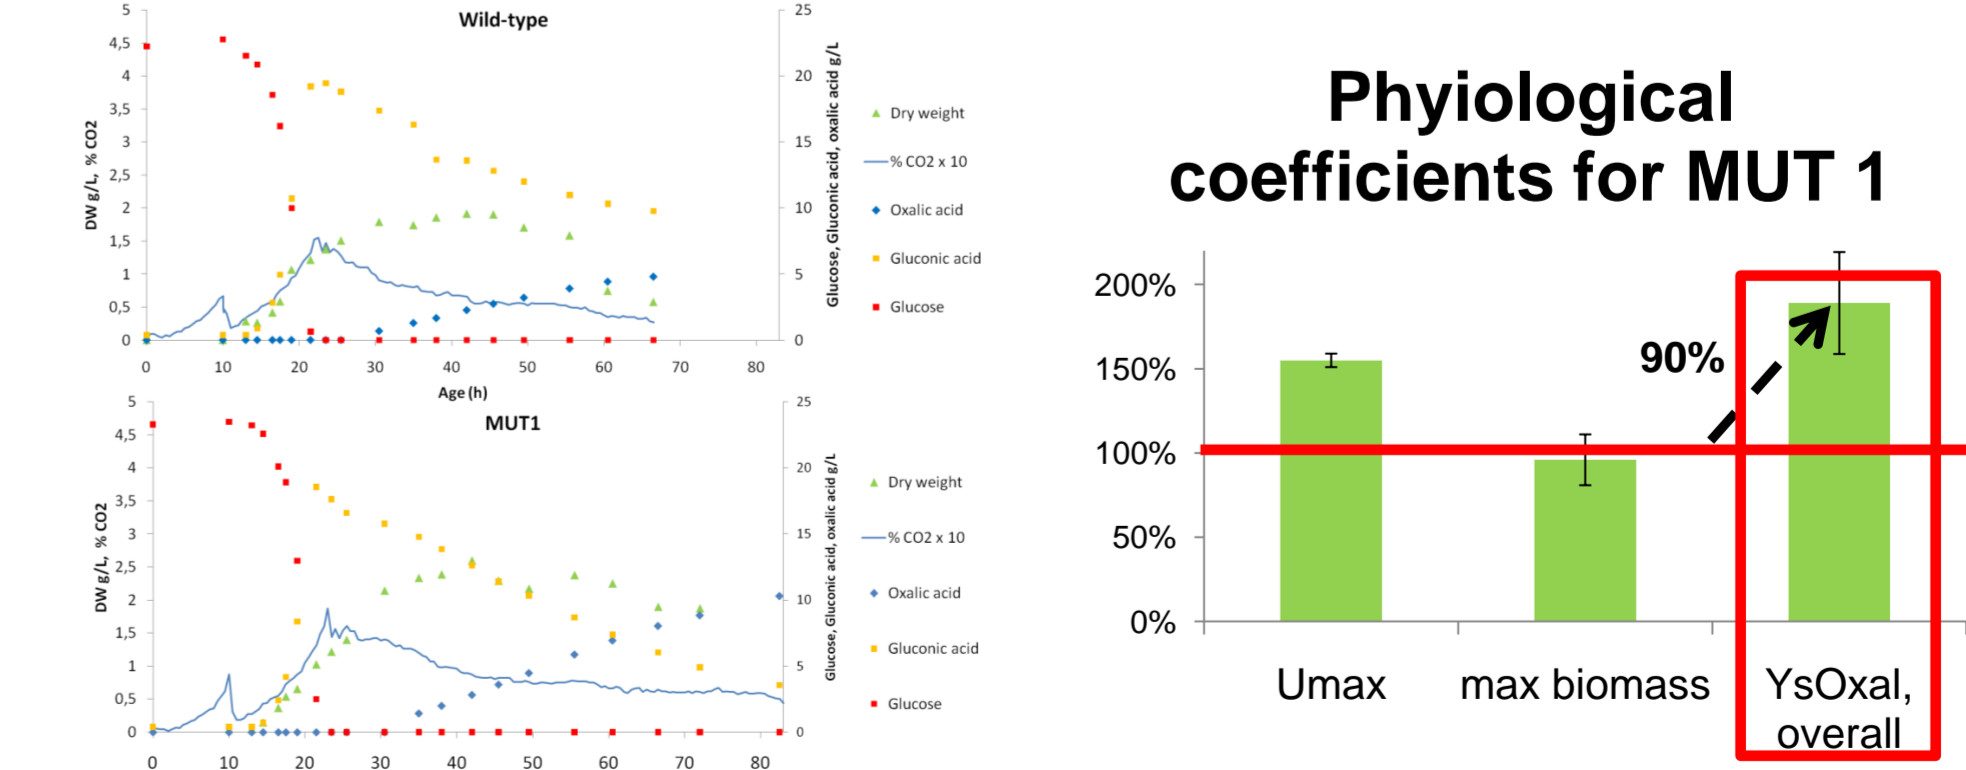 Wild-type
5
4,5
4
3,5
3
2,5
2
1,5
1
0,5
0
DW g/L, % CO2
25
20
15
10
5
0
Glucose, Gluconic acid, oxalic acid g/L
0 10 20 30 40 50 60 70 80
Age (h)
Dry weight
% CO2 x 10
Oxalic acid
Gluconic acid
Glucose
MUT1
5
4,5
4
3,5
3
2,5
2
1,5
1
0,5
0
DW g/L, % CO2
25
20
15
10
5
0
Glucose, Gluconic acid, oxalic acid g/L
0 10 20 30 40 50 60 70 80
Dry weight
% CO2 x 10
Oxalic acid
Gluconic acid
Glucose
Phyiological
coefficients for MUT 1
200%
150%
100%
50%
0%
90%
Umax max biomass YsOxal,
overall